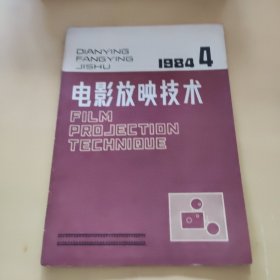 DIANYING
FANGYING
JISHU
1984 4
电影放映技术
FILM
PROJECTION
TECHNIQUE